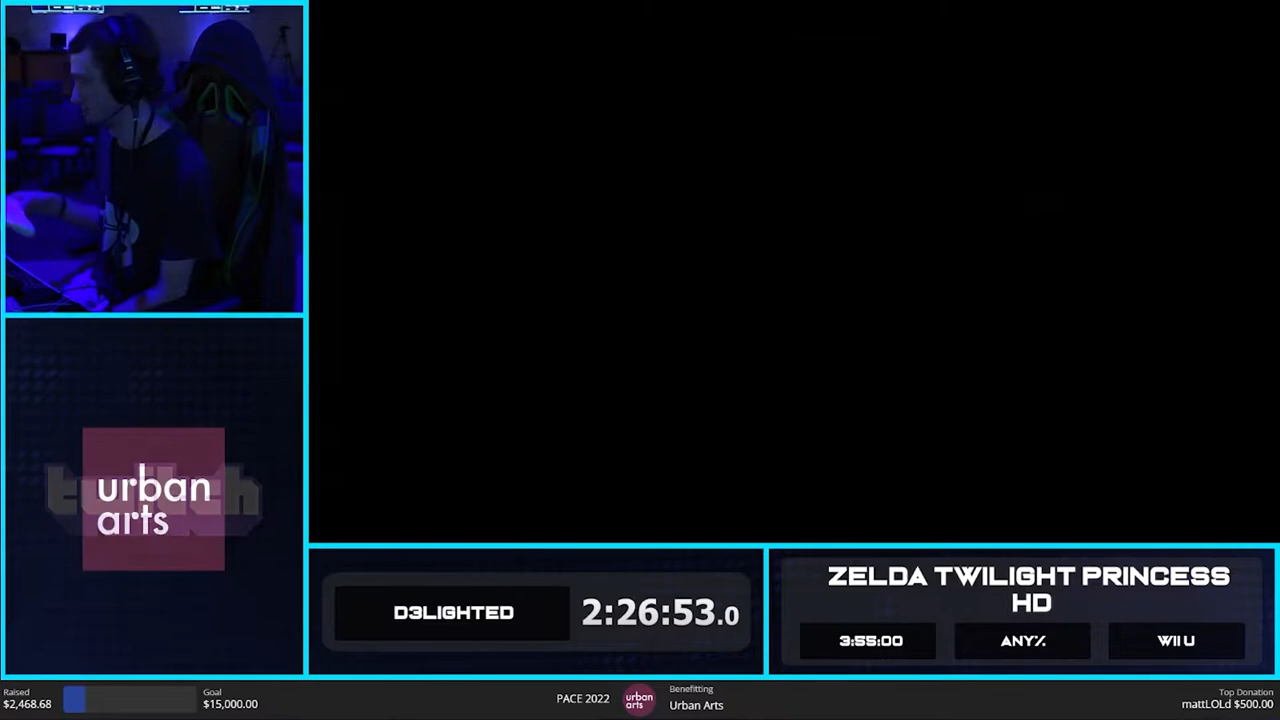 urban
arts
twitch
D3LIGHTED
2:26:53.0
ZELDA TWILIGHT PRINCESS
HD
3:55:00
ANY%
WII U
Raised
$2,468.68
Goal
$15,000.00
PACE 2022
urban
arts
Benefitting
Urban Arts
Top Donation
mattLOLd $500.00